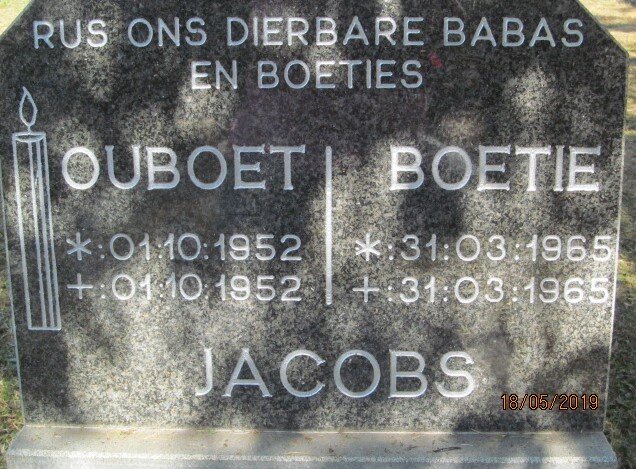 RUS ONS DIERBARE BABAS
EN BOETIES
OUBOET
*:01:10:1952
+:01:10:1952
BOETIE
*:31:03:1965
+:31:03:1965
JACOBS
18/05/2019